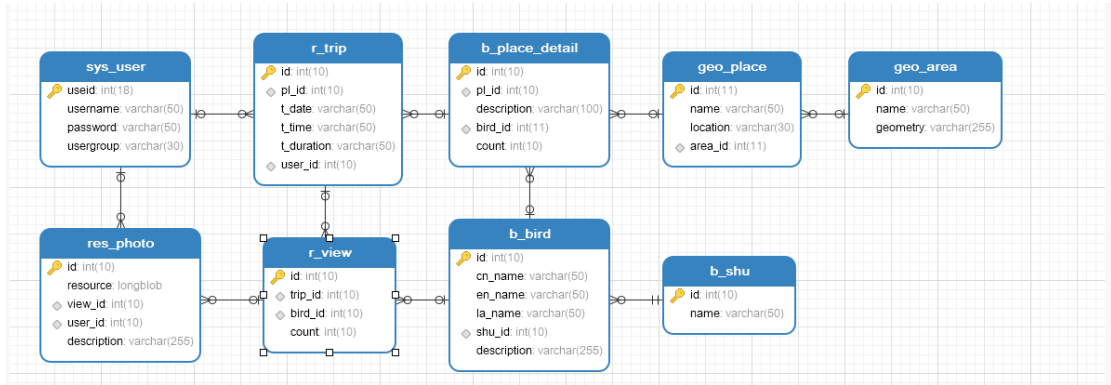 sys_user
useid: int(18)
username: varchar(50)
password: varchar(50)
usergroup: varchar(30)
r_trip
id: int(10)
pl_id: int(10)
t_date: varchar(50)
t_time: varchar(50)
t_duration: varchar(50)
user_id: int(10)
b_place_detail
id: int(10)
pl_id: int(10)
description: varchar(100)
bird_id: int(11)
count: int(10)
geo_place
id: int(11)
name: varchar(50)
location: varchar(30)
area_id: int(11)
geo_area
id: int(10)
name: varchar(50)
geometry: varchar(255)
res_photo
id: int(10)
resource: longblob
view_id: int(10)
user_id: int(10)
description: varchar(255)
r_view
id: int(10)
trip_id: int(10)
bird_id: int(10)
count: int(10)
b_bird
id: int(10)
cn_name: varchar(50)
en_name: varchar(50)
la_name: varchar(50)
shu_id: int(10)
description: varchar(255)
b_shu
id: int(10)
name: varchar(50)